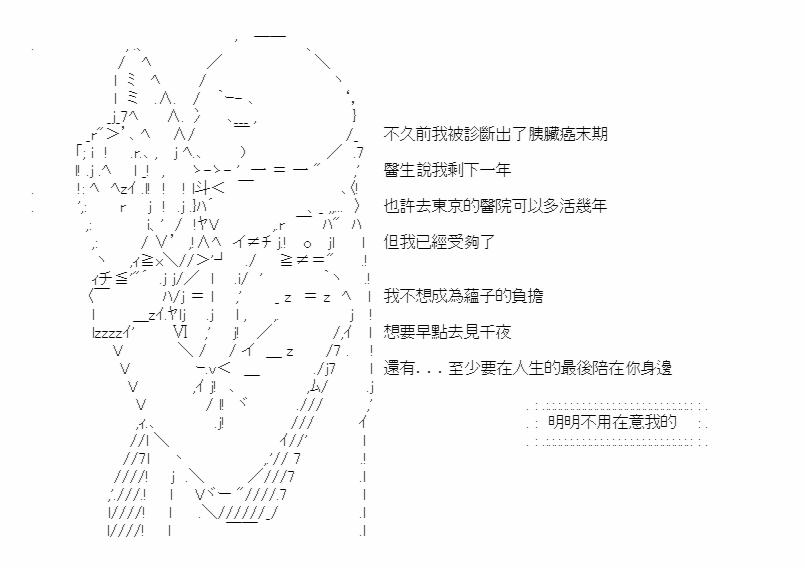 不久前我被診斷出了胰臟癌末期
醫生說我剩下一年
也許去東京的醫院可以多活幾年
但我已經受夠了
我不想成為蘊子的負擔
想要早點去見千夜
還有...至少要在人生的最後陪在你身邊
明明不用在意我的